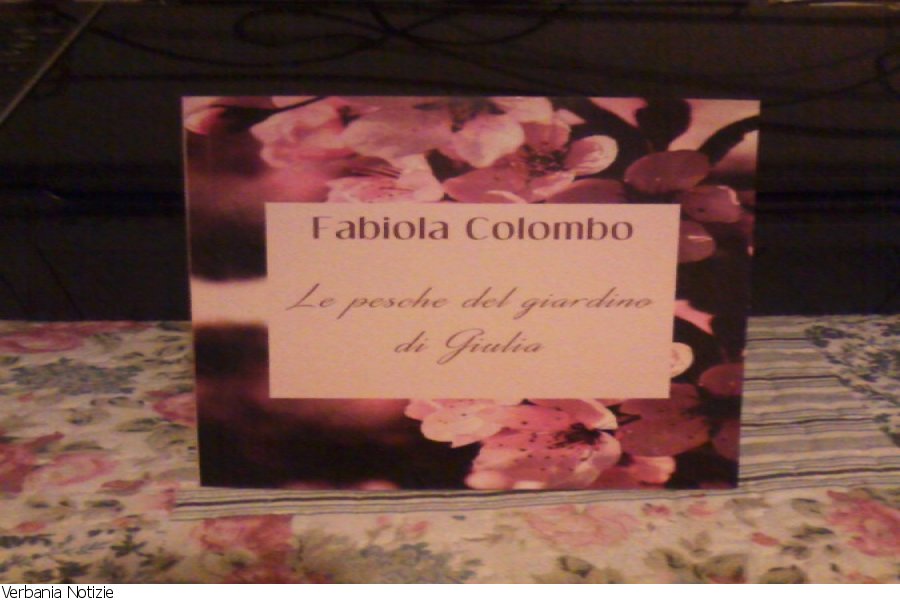 Fabiola Colombo
Le pesche del giardino
di Giulia
Verbania Notizie